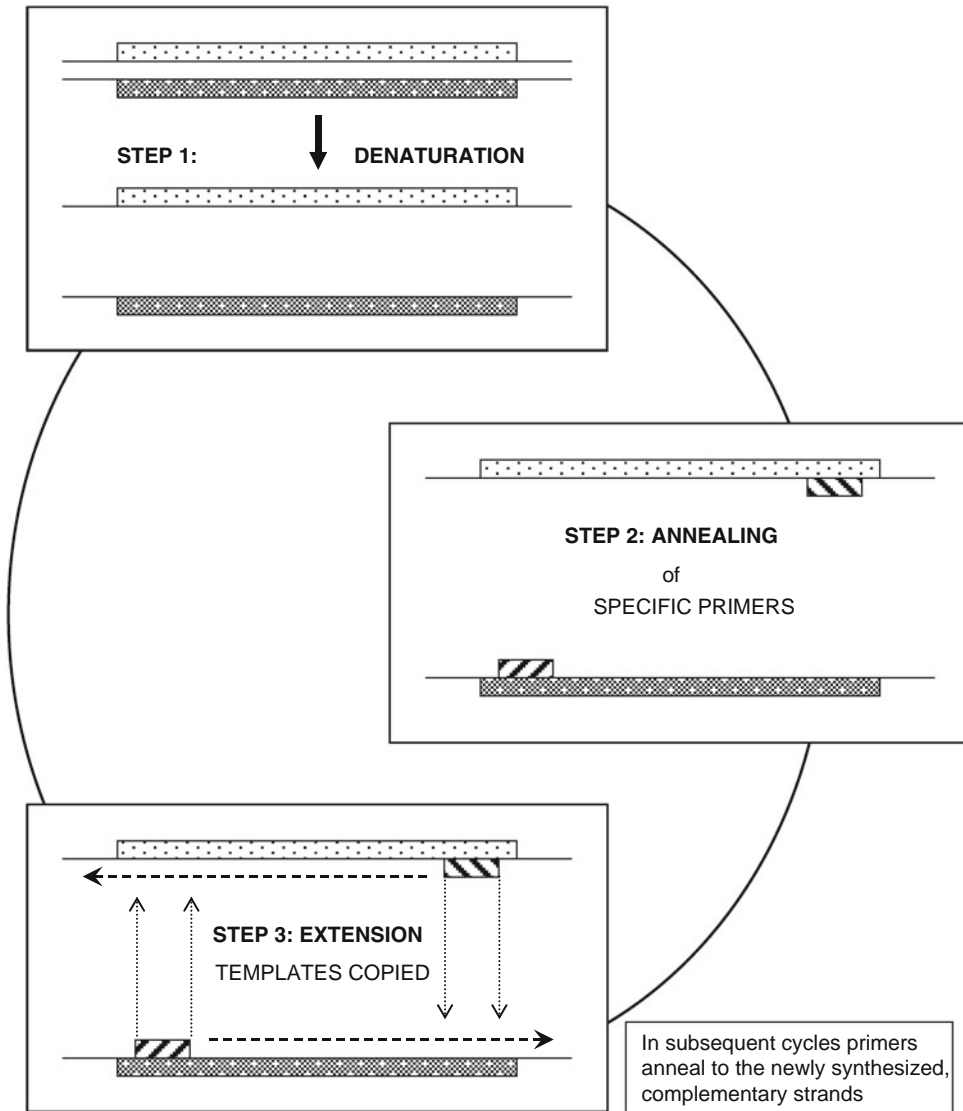 STEP 1: DENATURATION
STEP 2: ANNEALING
of
SPECIFIC PRIMERS
STEP 3: EXTENSION
TEMPLATES COPIED
In subsequent cycles primers
anneal to the newly synthesized,
complementary strands